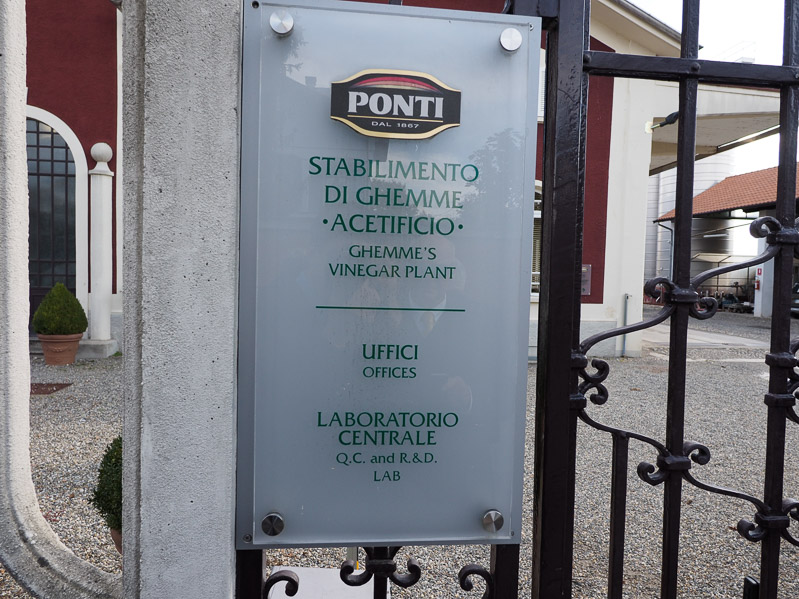 PONTI
DAL 1867
STABILIMENTO
DI GHEMME
·ACETIFICIO·
GHEMME'S
VINEGAR PLANT
UFFICI
OFFICES
LABORATORIO
CENTRALE
Q.C. and R.&D.
LAB